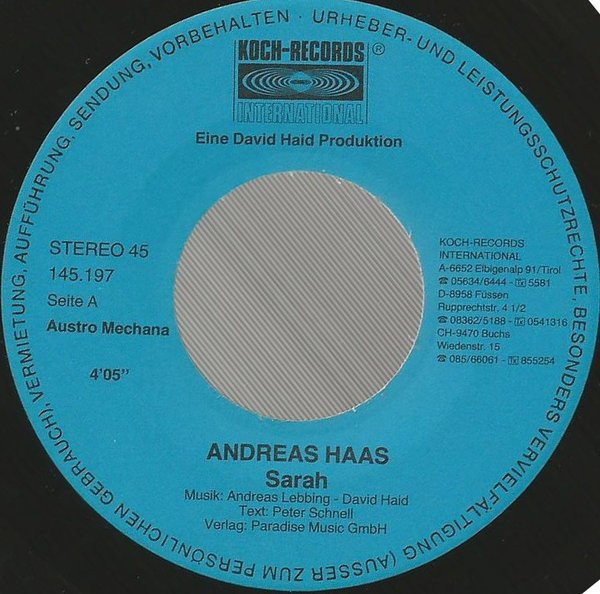 URHEBER- UND LEISTUNGSSCHUTZRECHTE, BESONDERS VERVIELFÄLTIGUNG (AUSSER ZUM PERSÖNLICHEN GEBRAUCH), VERMIETUNG, AUFFÜHRUNG, SENDUNG, VORBEHALTEN ·
KOCH-RECORDS ®
INTERNATIONAL
Eine David Haid Produktion
STEREO 45
145.197
Seite A
Austro Mechana
4'05"
KOCH-RECORDS
INTERNATIONAL
A-6652 Elbigenalp 91/Tirol
☎ 05634/6444 - Tx 5581
D-8958 Füssen
Rupprechtstr. 4 1/2
☎ 08362/5188 - Tx 0541316
CH-9470 Buchs
Wiedenstr. 15
☎ 085/66061 - Tx 855254
ANDREAS HAAS
Sarah
Musik: Andreas Lebbing - David Haid
Text: Peter Schnell
Verlag: Paradise Music GmbH